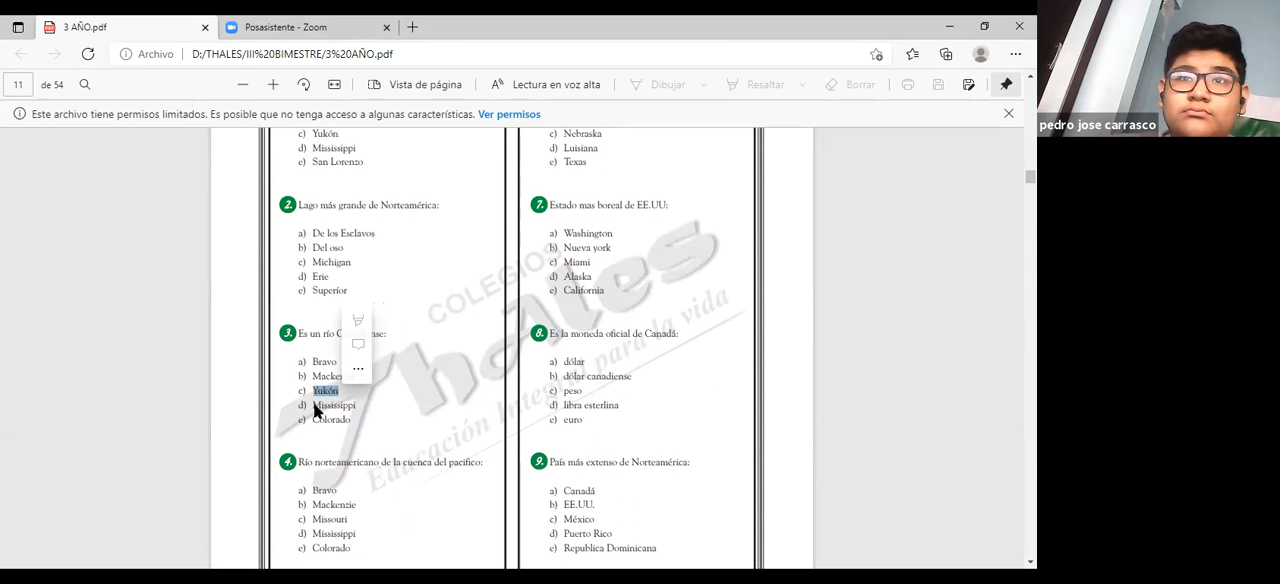 3 AÑO.pdf
Posasistente - Zoom
Archivo
D:/THALES/III%20BIMESTRE/3%20AÑO.pdf
11
de 54
Vista de página
Lectura en voz alta
Dibujar
Resaltar
Borrar
Este archivo tiene permisos limitados. Es posible que no tenga acceso a algunas características. Ver permisos
pedro jose carrasco
c) Yukón
d) Mississippi
e) San Lorenzo
2. Lago más grande de Norteamérica:
a) De los Esclavos
b) Del oso
c) Michigan
d) Erie
e) Superior
3. Es un río
a) Bravo
c) Yukón
d) Mississippi
e) Colorado
4. Río norteamericano de la cuenca del pacifico:
a) Bravo
b) Mackenzie
c) Missouri
d) Mississippi
e) Colorado
c) Nebraska
d) Luisiana
e) Texas
7. Estado mas boreal de EE.UU:
a) Washington
b) Nueva york
c) Miami
d) Alaska
e) California
8. Es la moneda oficial de Canadá:
a) dólar
b) dólar canadiense
c) peso
d) libra esterlina
e) euro
9. País más extenso de Norteamérica:
a) Canadá
b) EE.UU.
c) México
d) Puerto Rico
e) Republica Dominicana
COLEGIOS
Thales
Educación Integral para la vida